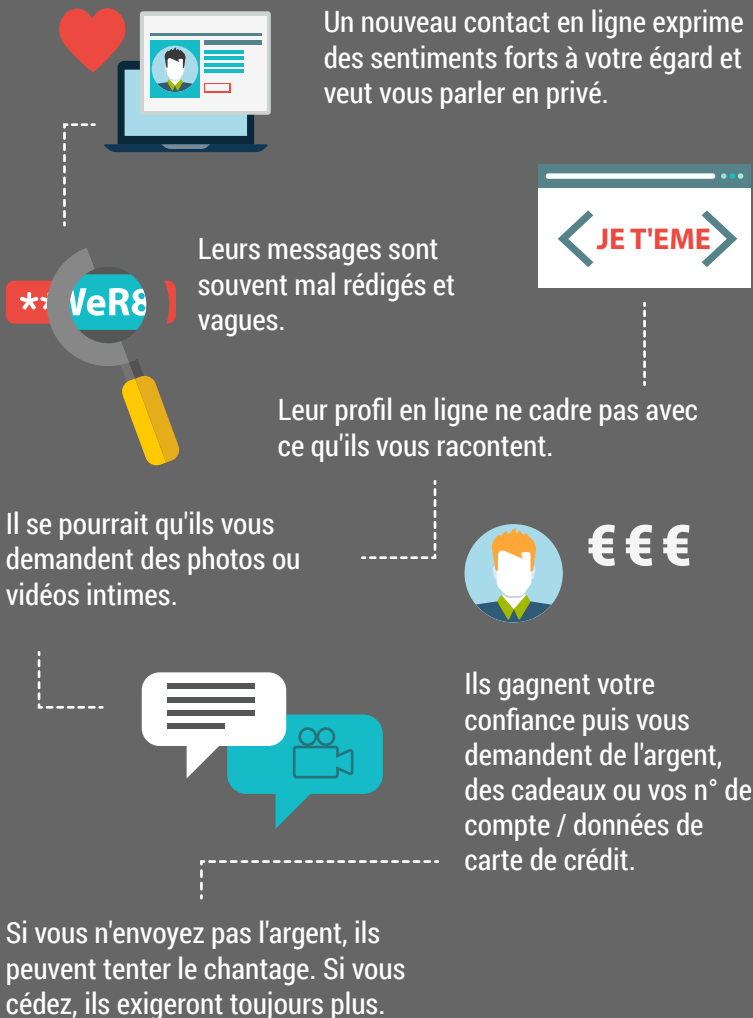 Un nouveau contact en ligne exprime
des sentiments forts à votre égard et
veut vous parler en privé.
JE T'EME
Leurs messages sont
souvent mal rédigés et
vagues.
** WeR8
Leur profil en ligne ne cadre pas avec
ce qu'ils vous racontent.
Il se pourrait qu'ils vous
demandent des photos ou
vidéos intimes.
€ € €
Ils gagnent votre
confiance puis vous
demandent de l'argent,
des cadeaux ou vos n° de
compte / données de
carte de crédit.
Si vous n'envoyez pas l'argent, ils
peuvent tenter le chantage. Si vous
cédez, ils exigeront toujours plus.